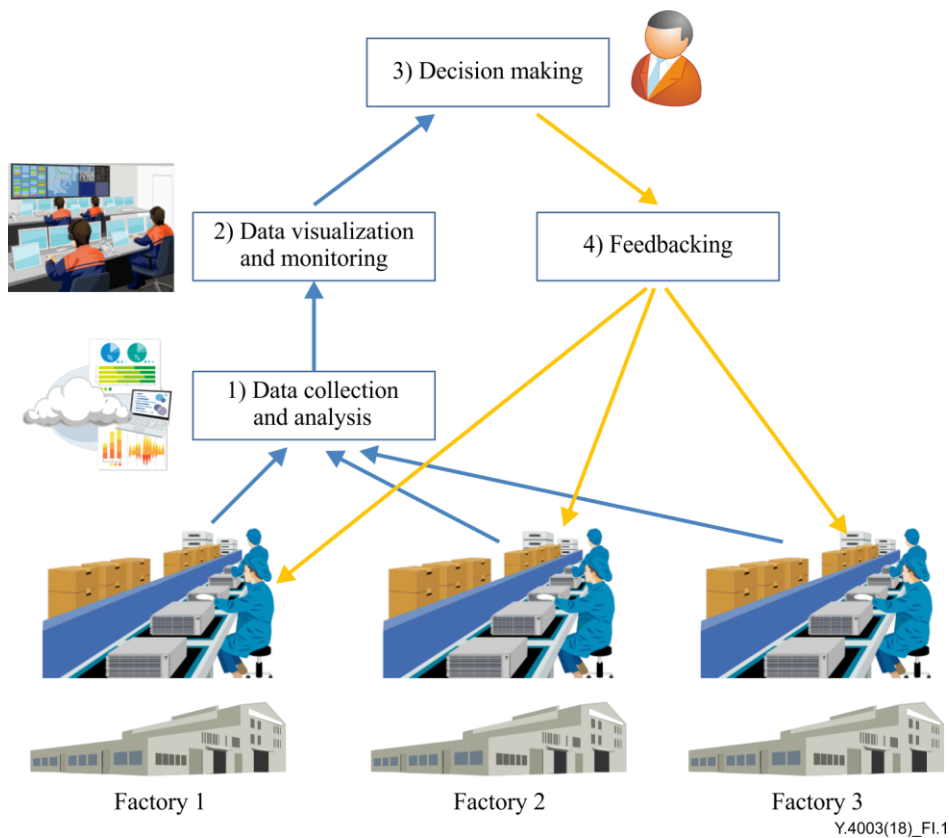 3) Decision making
2) Data visualization
and monitoring
4) Feedbacking
1) Data collection
and analysis
Factory 1
Factory 2
Factory 3
Y.4003(18)_FI.1